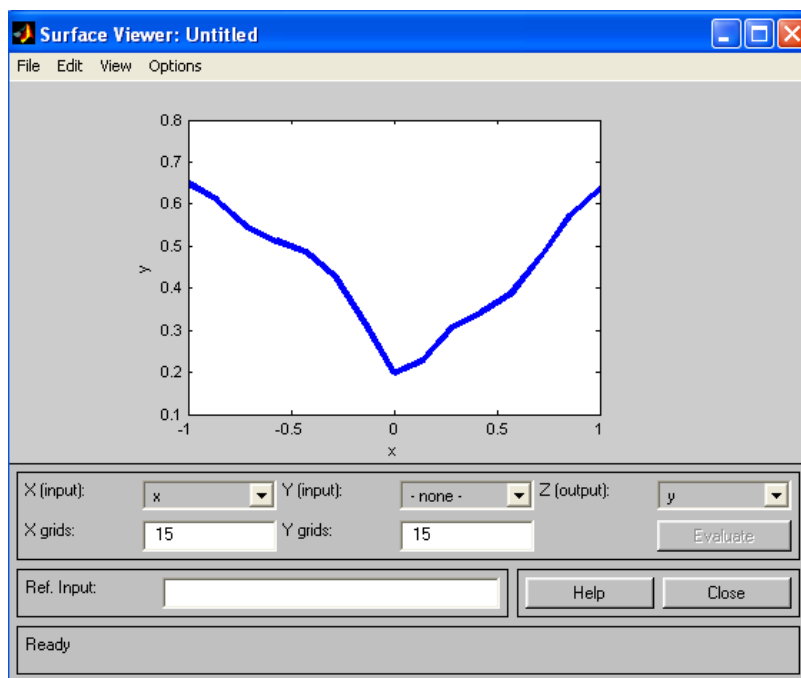 Surface Viewer: Untitled
File Edit View Options
0.8
0.7
0.6
0.5
0.4
0.3
0.2
0.1
y
-1 -0.5 0 0.5 1
x
X (input): x Y (input): - none - Z (output): y
X grids: 15 Y grids: 15 Evaluate
Ref. Input: Help Close
Ready